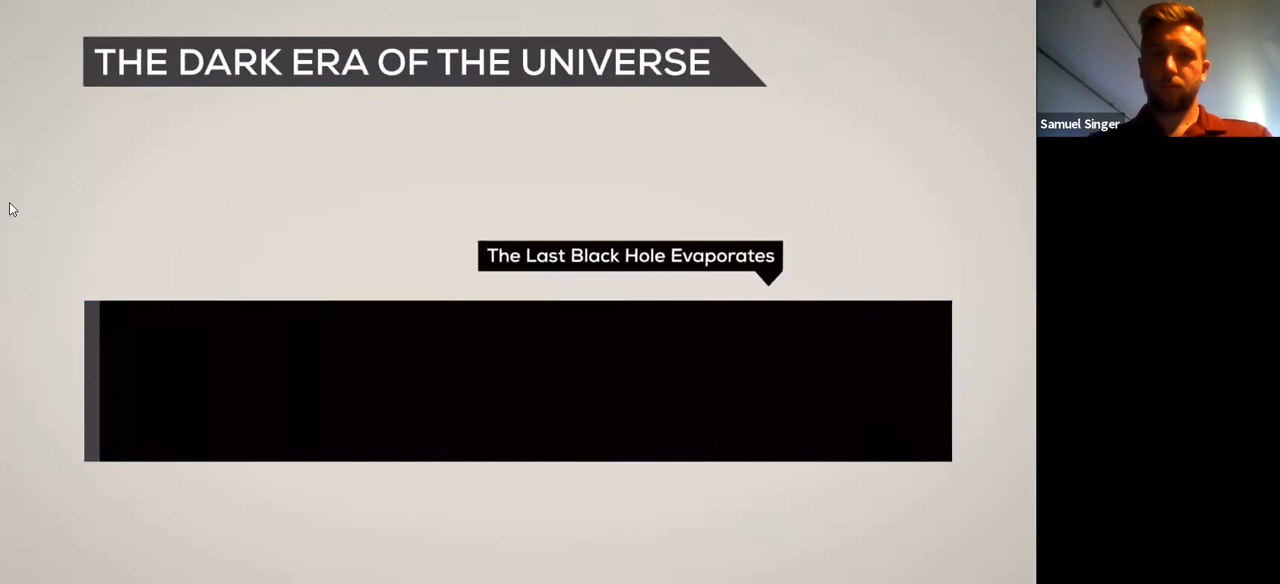 THE DARK ERA OF THE UNIVERSE
Samuel Singer
The Last Black Hole Evaporates